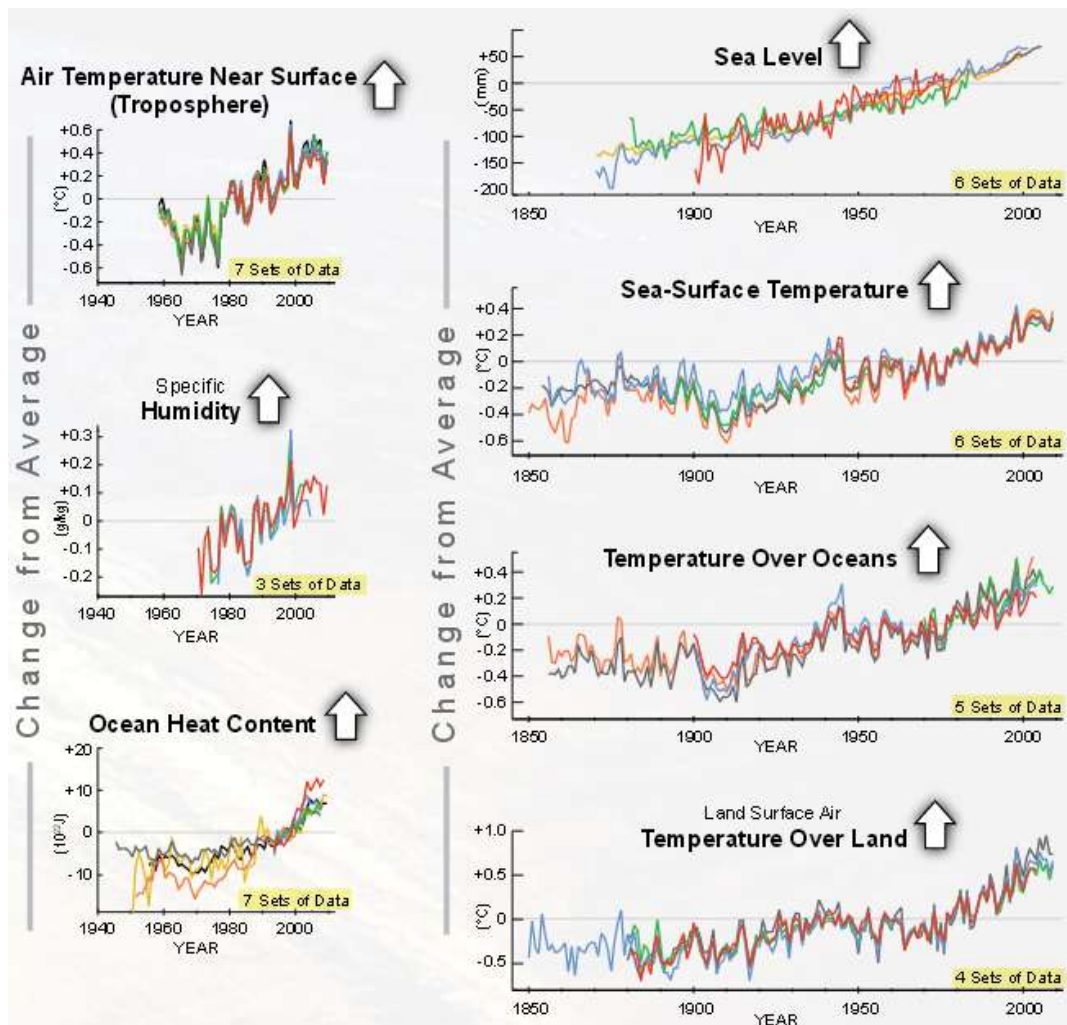 Change from Average
Air Temperature Near Surface
(Troposphere)
+0.6
+0.4
+0.2
0
-0.2
-0.4
-0.6
(°C)
7 Sets of Data
1940 1960 1980 2000
YEAR
Specific
Humidity
+0.3
+0.2
+0.1
0
-0.1
-0.2
(g/kg)
3 Sets of Data
1940 1960 1980 2000
YEAR
Ocean Heat Content
+20
+10
0
-10
(10²²J)
7 Sets of Data
1940 1960 1980 2000
YEAR
Change from Average
Sea Level
+50
0
-50
-100
-150
-200
(mm)
6 Sets of Data
1850 1900 1950 2000
YEAR
Sea-Surface Temperature
+0.4
0
-0.2
-0.4
-0.6
(°C)
6 Sets of Data
1850 1900 1950 2000
YEAR
Temperature Over Oceans
+0.4
0
-0.2
-0.4
-0.6
(°C)
5 Sets of Data
1850 1900 1950 2000
YEAR
Land Surface Air
Temperature Over Land
+1.0
+0.5
0
-0.5
(°C)
4 Sets of Data
1850 1900 1950 2000
YEAR